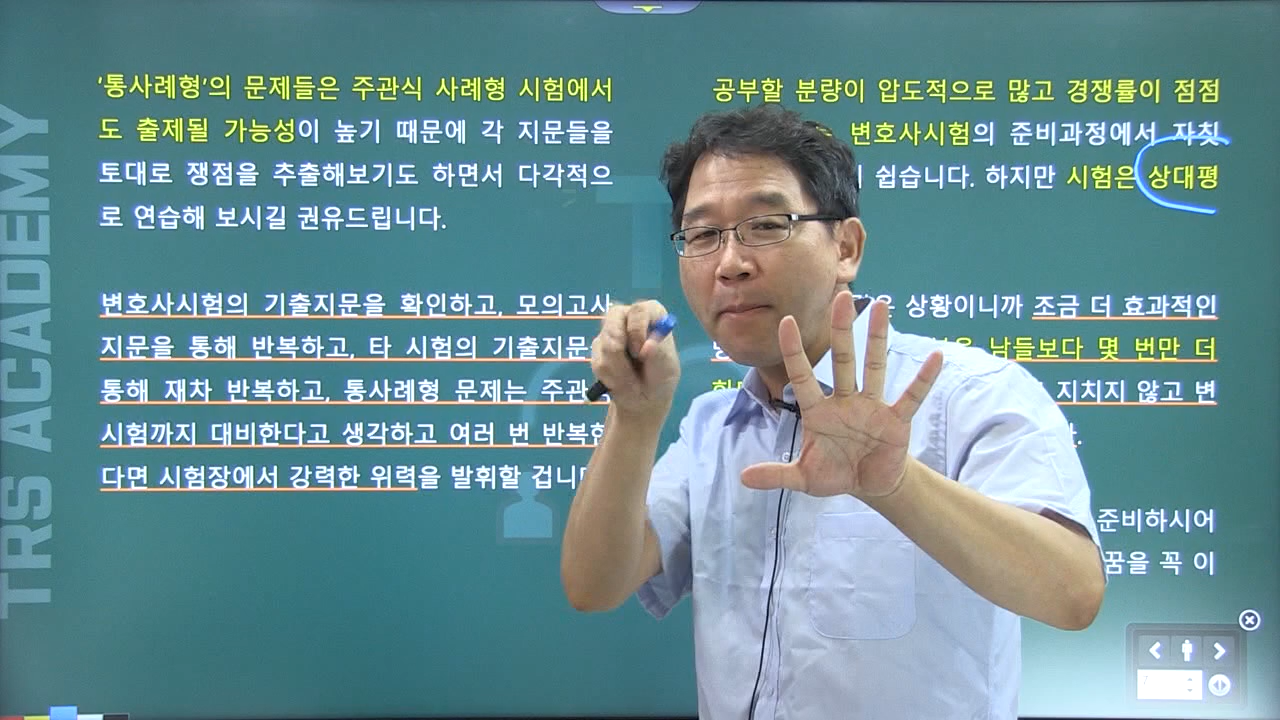 TRS ACADEMY
'통사례형'의 문제들은 주관식 사례형 시험에서
도 출제될 가능성이 높기 때문에 각 지문들을
토대로 쟁점을 추출해보기도 하면서 다각적으
로 연습해 보시길 권유드립니다.
변호사시험의 기출지문을 확인하고, 모의고사
지문을 통해 반복하고, 타 시험의 기출지문
통해 재차 반복하고, 통사례형 문제는 주관
시험까지 대비한다고 생각하고 여러 번 반복한
다면 시험장에서 강력한 위력을 발휘할 겁니다
공부할 분량이 압도적으로 많고 경쟁률이 점점
변호사시험의 준비과정에서 자칫
쉽습니다. 하지만 시험은 상대평
상황이니까 조금 더 효과적인
남들보다 몇 번만 더
지치지 않고 변
준비하시어
꿈을 꼭 이